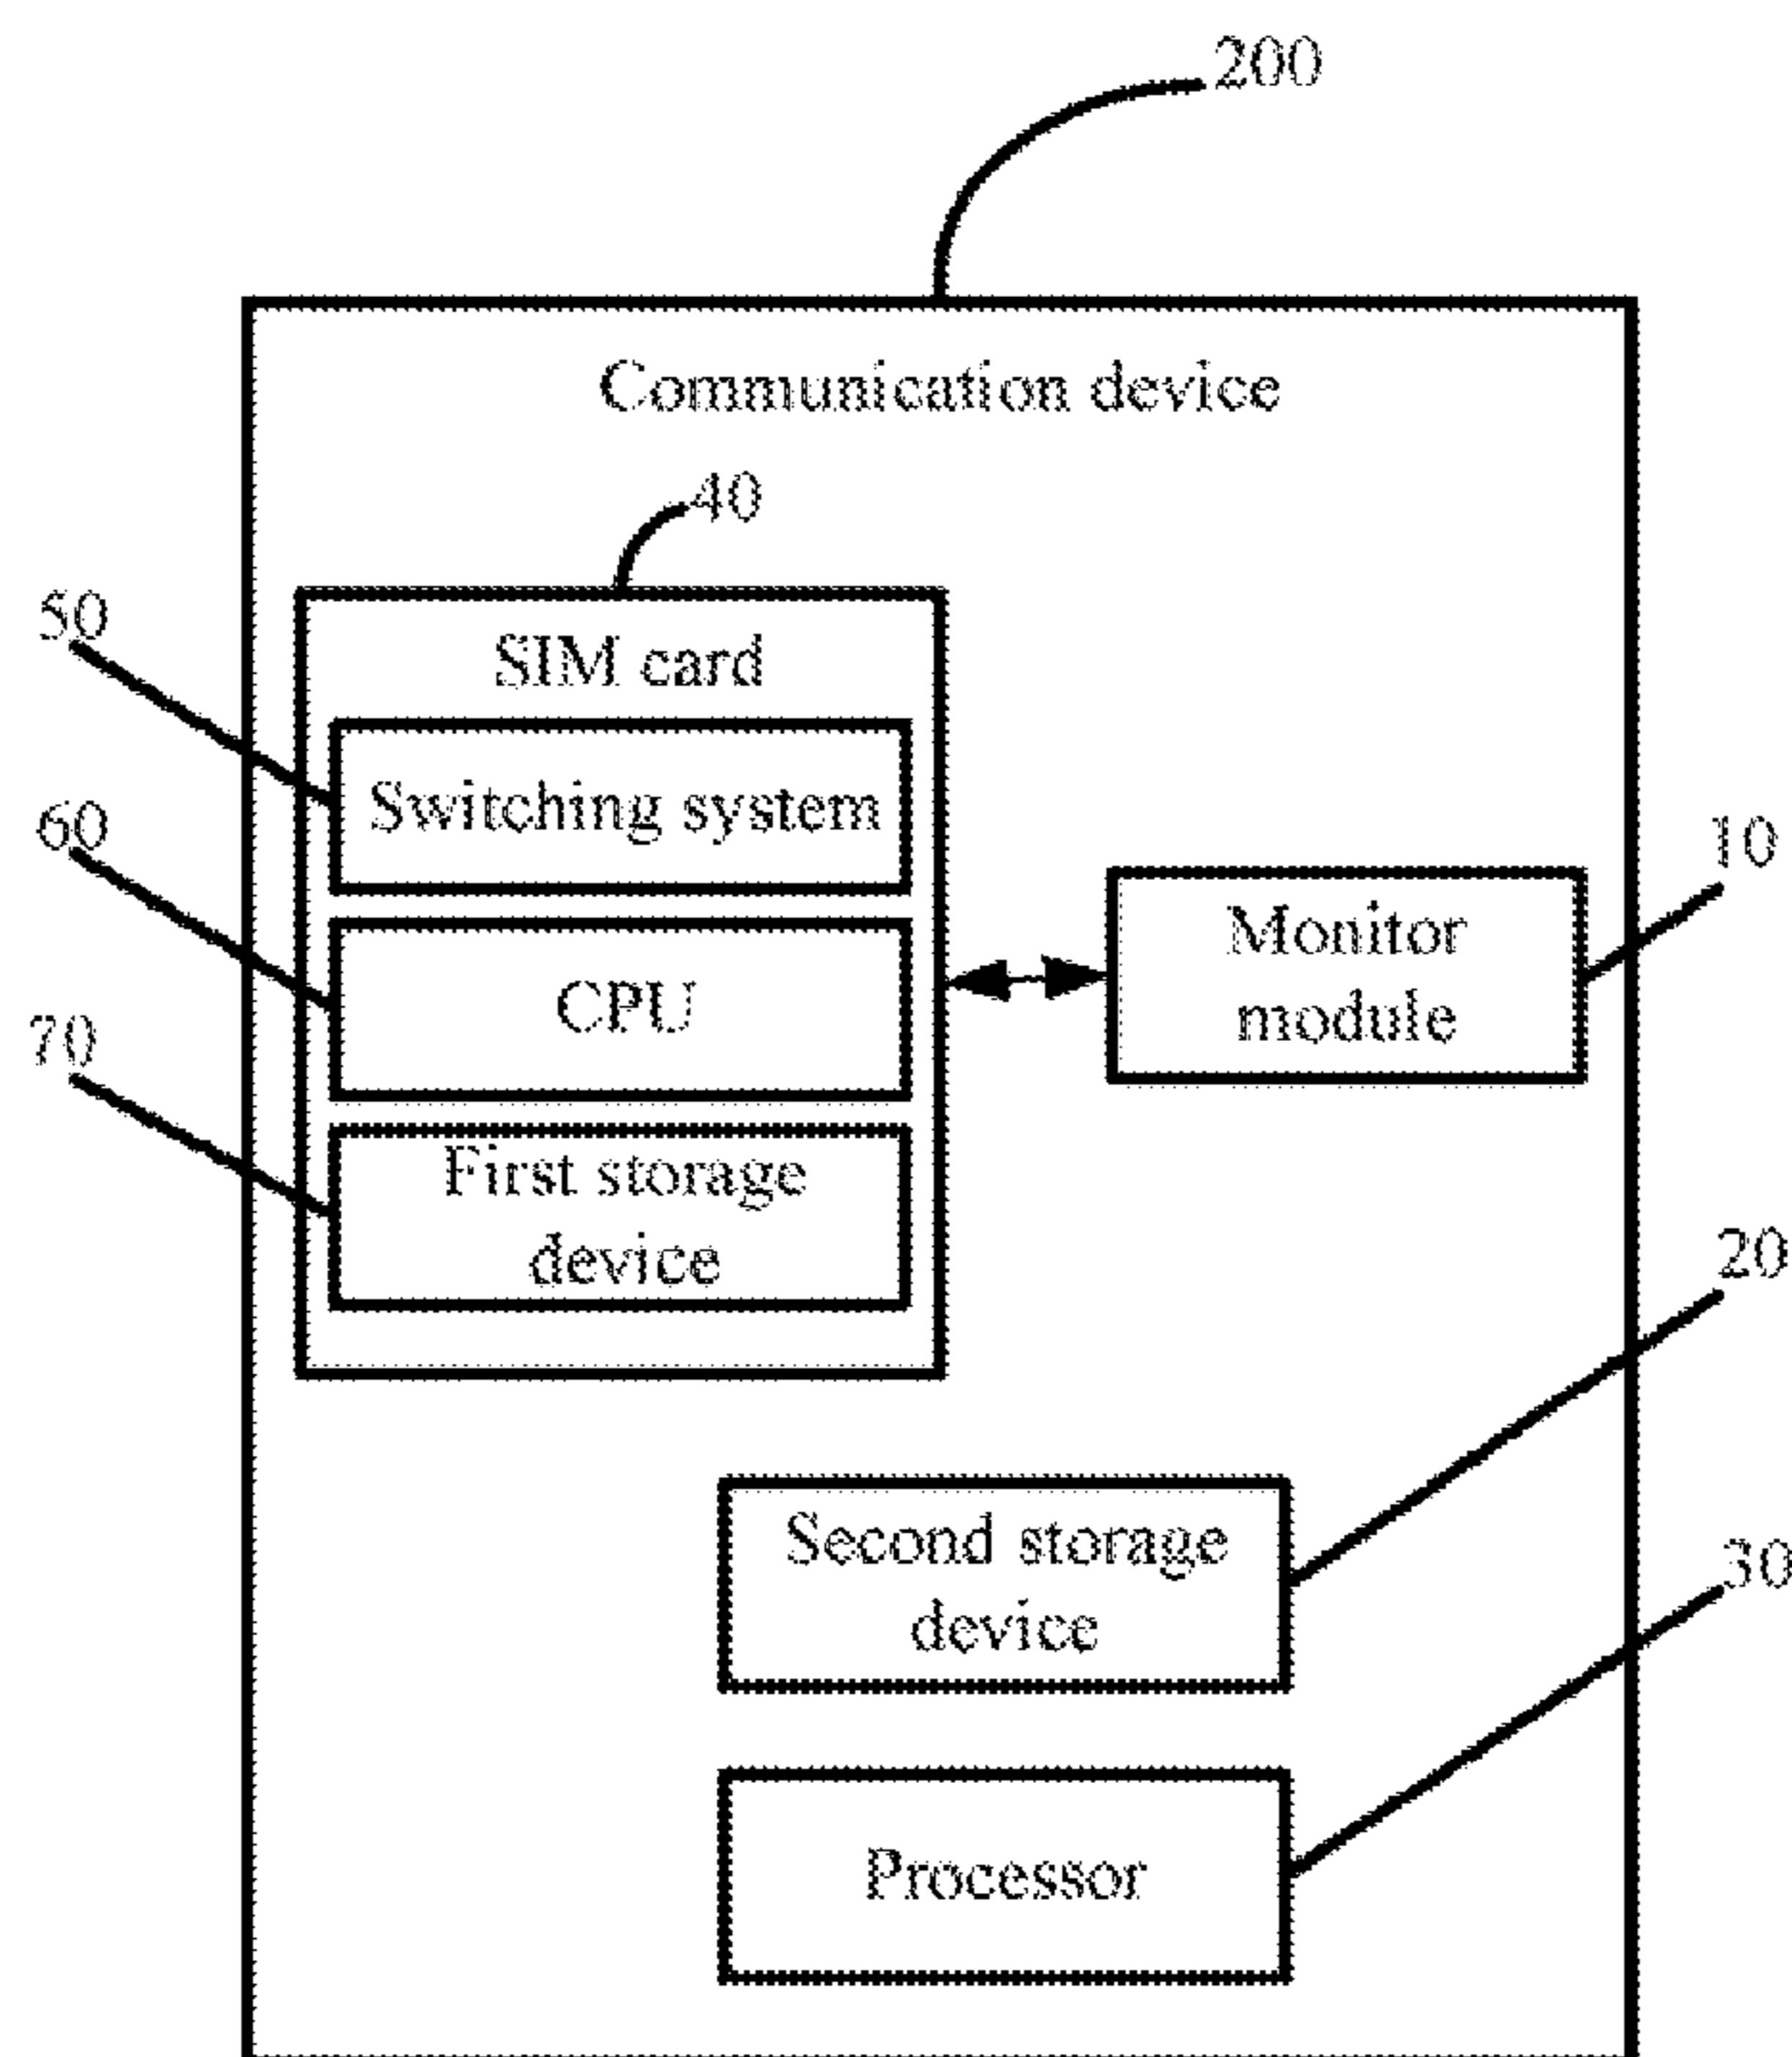 200
Communication device
40
50
SIM card
Switching system
60
10
Monitor
module
CPU
70
First storage
device
20
Second storage
device
30
Processor